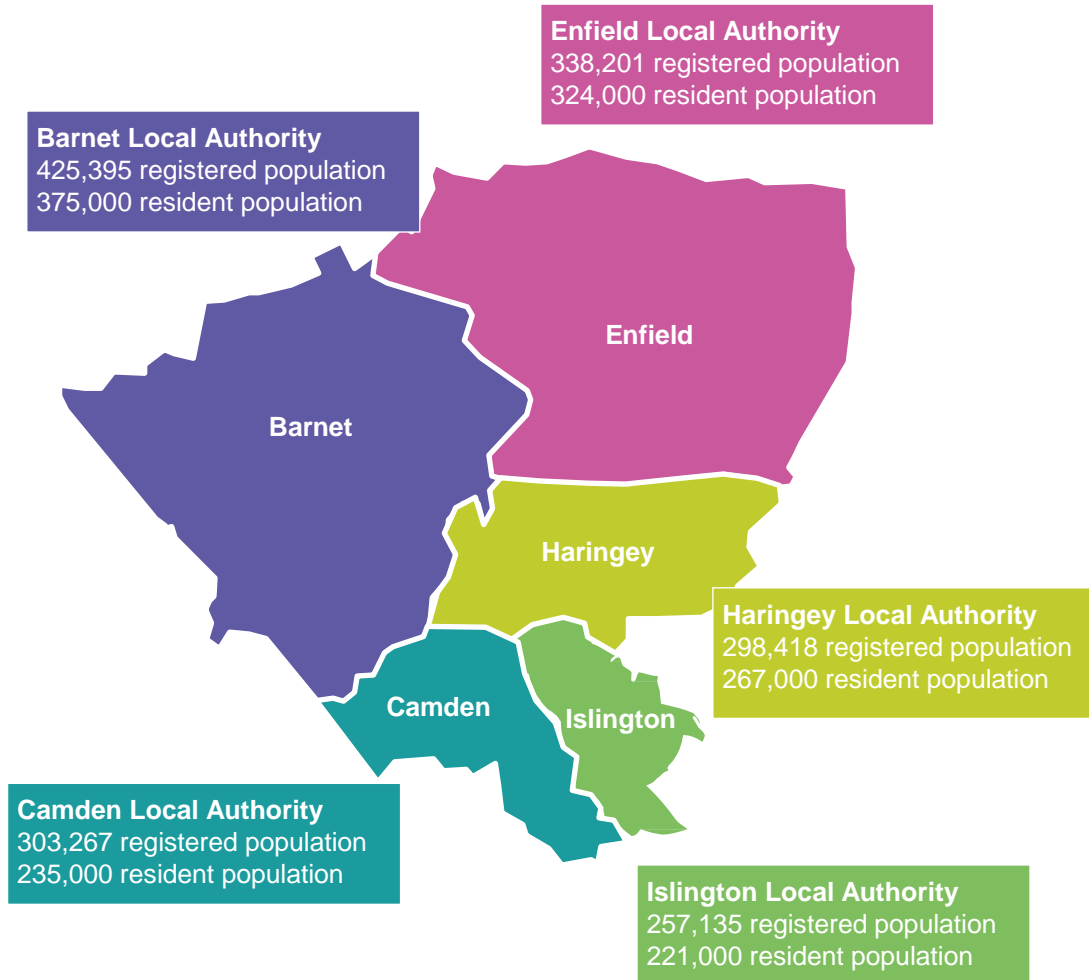 Enfield Local Authority
338,201 registered population
324,000 resident population
Barnet Local Authority
425,395 registered population
375,000 resident population
Enfield
Barnet
Haringey
Haringey Local Authority
298,418 registered population
267,000 resident population
Camden
Islington
Camden Local Authority
303,267 registered population
235,000 resident population
Islington Local Authority
257,135 registered population
221,000 resident population